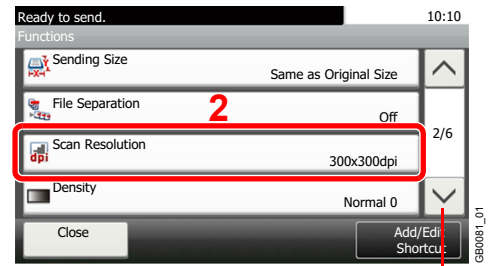 Ready to send.
10:10
Functions
Sending Size
Same as Original Size
File Separation
2
Off
2/6
Scan Resolution
dpi
300x300dpi
Density
Normal 0
Close
Add/Edit
Shortcut
GB0081_01